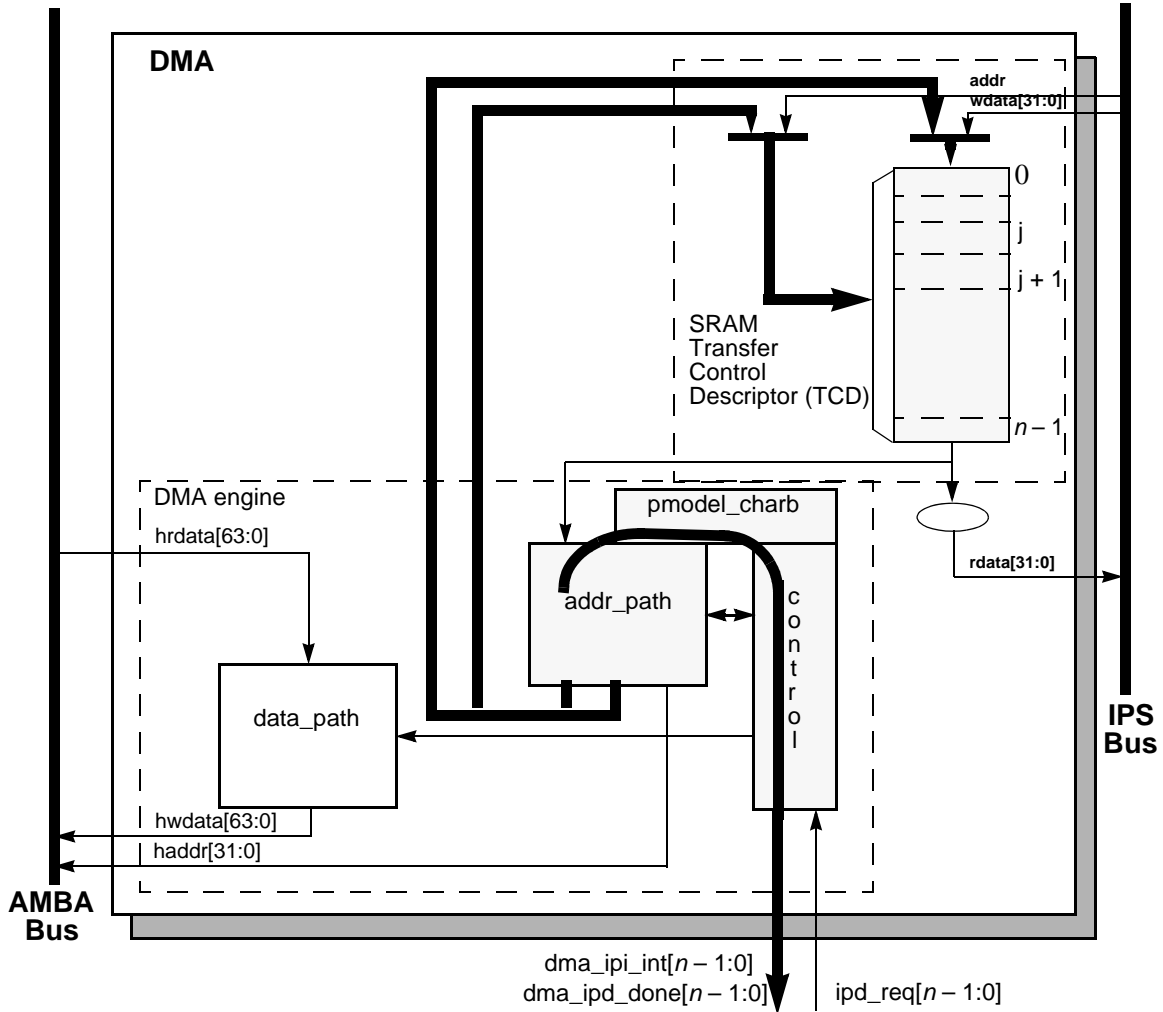 DMA
addr
wdata[31:0]
0
j
j + 1
SRAM
Transfer
Control
Descriptor (TCD)
n – 1
DMA engine
pmodel_charb
hrdata[63:0]
rdata[31:0]
addr_path
control
data_path
IPS
Bus
hwdata[63:0]
haddr[31:0]
AMBA
Bus
dma_ipi_int[n – 1:0]
dma_ipd_done[n – 1:0]
ipd_req[n – 1:0]